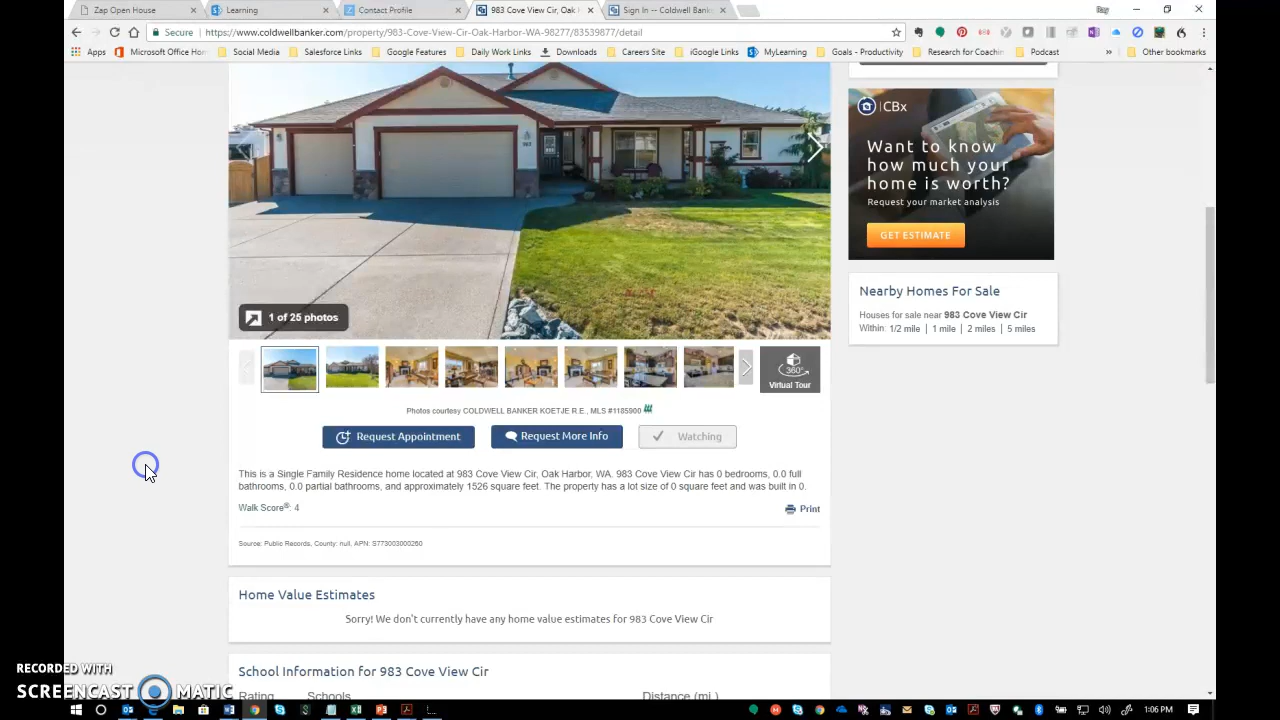 Zap Open House
Learning
Contact Profile
983 Cove View Cir, Oak H
Sign In -- Coldwell Bank
Ray
Secure
https://www.coldwellbanker.com/property/983-Cove-View-Cir-Oak-Harbor-WA-98277/83539877/detail
Apps
Microsoft Office Hom
Social Media
Salesforce Links
Google Features
Daily Work Links
Downloads
Careers Site
iGoogle Links
MyLearning
Goals - Productivity
Research for Coachin
Podcast
Other bookmarks
CBx
Want to know
how much your
home is worth?
Request your market analysis
GET ESTIMATE
Nearby Homes For Sale
Houses for sale near 983 Cove View Cir
Within: 1/2 mile | 1 mile | 2 miles | 5 miles
1 of 25 photos
360°
Virtual Tour
Photos courtesy COLDWELL BANKER KOETJE R.E., MLS #1185900
Request Appointment
Request More Info
Watching
This is a Single Family Residence home located at 983 Cove View Cir, Oak Harbor, WA. 983 Cove View Cir has 0 bedrooms, 0.0 full
bathrooms, 0.0 partial bathrooms, and approximately 1526 square feet. The property has a lot size of 0 square feet and was built in 0.
Walk Score®: 4
Print
Source: Public Records, County: null, APN: S773003000260
Home Value Estimates
Sorry! We don't currently have any home value estimates for 983 Cove View Cir
School Information for 983 Cove View Cir
Rating
Schools
Distance (mi.)
RECORDED WITH
SCREENCAST MATIC
1:06 PM